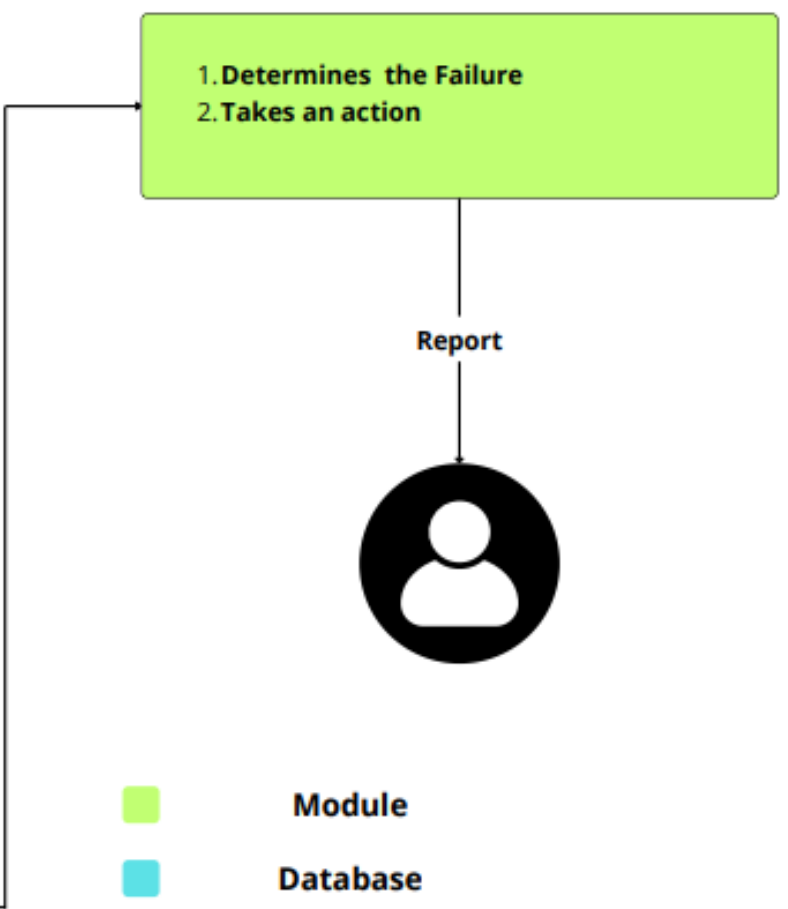 1. Determines  the Failure
2. Takes an action
Report
Module
Database